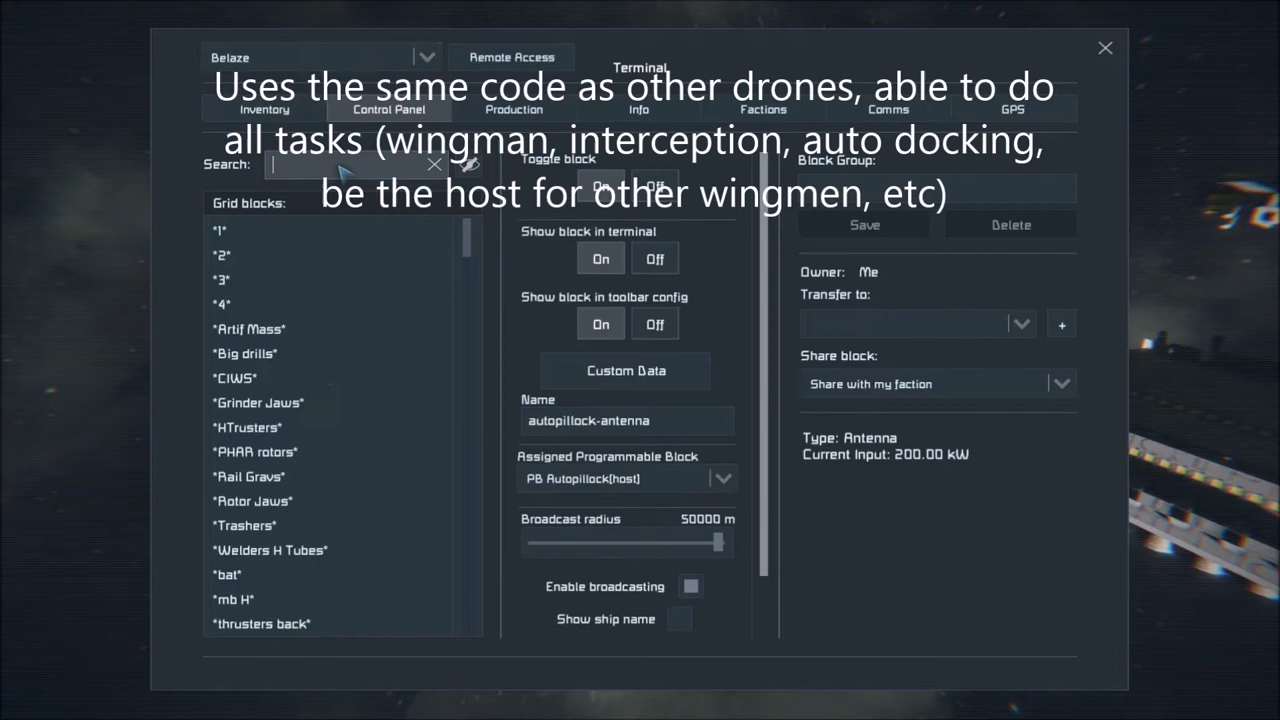 Belaze
Remote Access
Terminal
Uses the same code as other drones, able to do
all tasks (wingman, interception, auto docking,
be the host for other wingmen, etc)
Inventory
Control Panel
Production
Info
Factions
Comms
GPS
Search:
Grid blocks:
*1*
*2*
*3*
*4*
*Artif Mass*
*Big drills*
*CIWS*
*Grinder Jaws*
*HTrusters*
*PHAR rotors*
*Rail Gravs*
*Rotor Jaws*
*Trashers*
*Welders H Tubes*
*bat*
*mb H*
*thrusters back*
Toggle block
On Off
Show block in terminal
On Off
Show block in toolbar config
On Off
Custom Data
Name
autopillock-antenna
Assigned Programmable Block
PB Autopillock[host]
Broadcast radius 50000 m
Enable broadcasting
Show ship name
Block Group:
Save Delete
Owner: Me
Transfer to:
+
Share block:
Share with my faction
Type: Antenna
Current Input: 200.00 kW